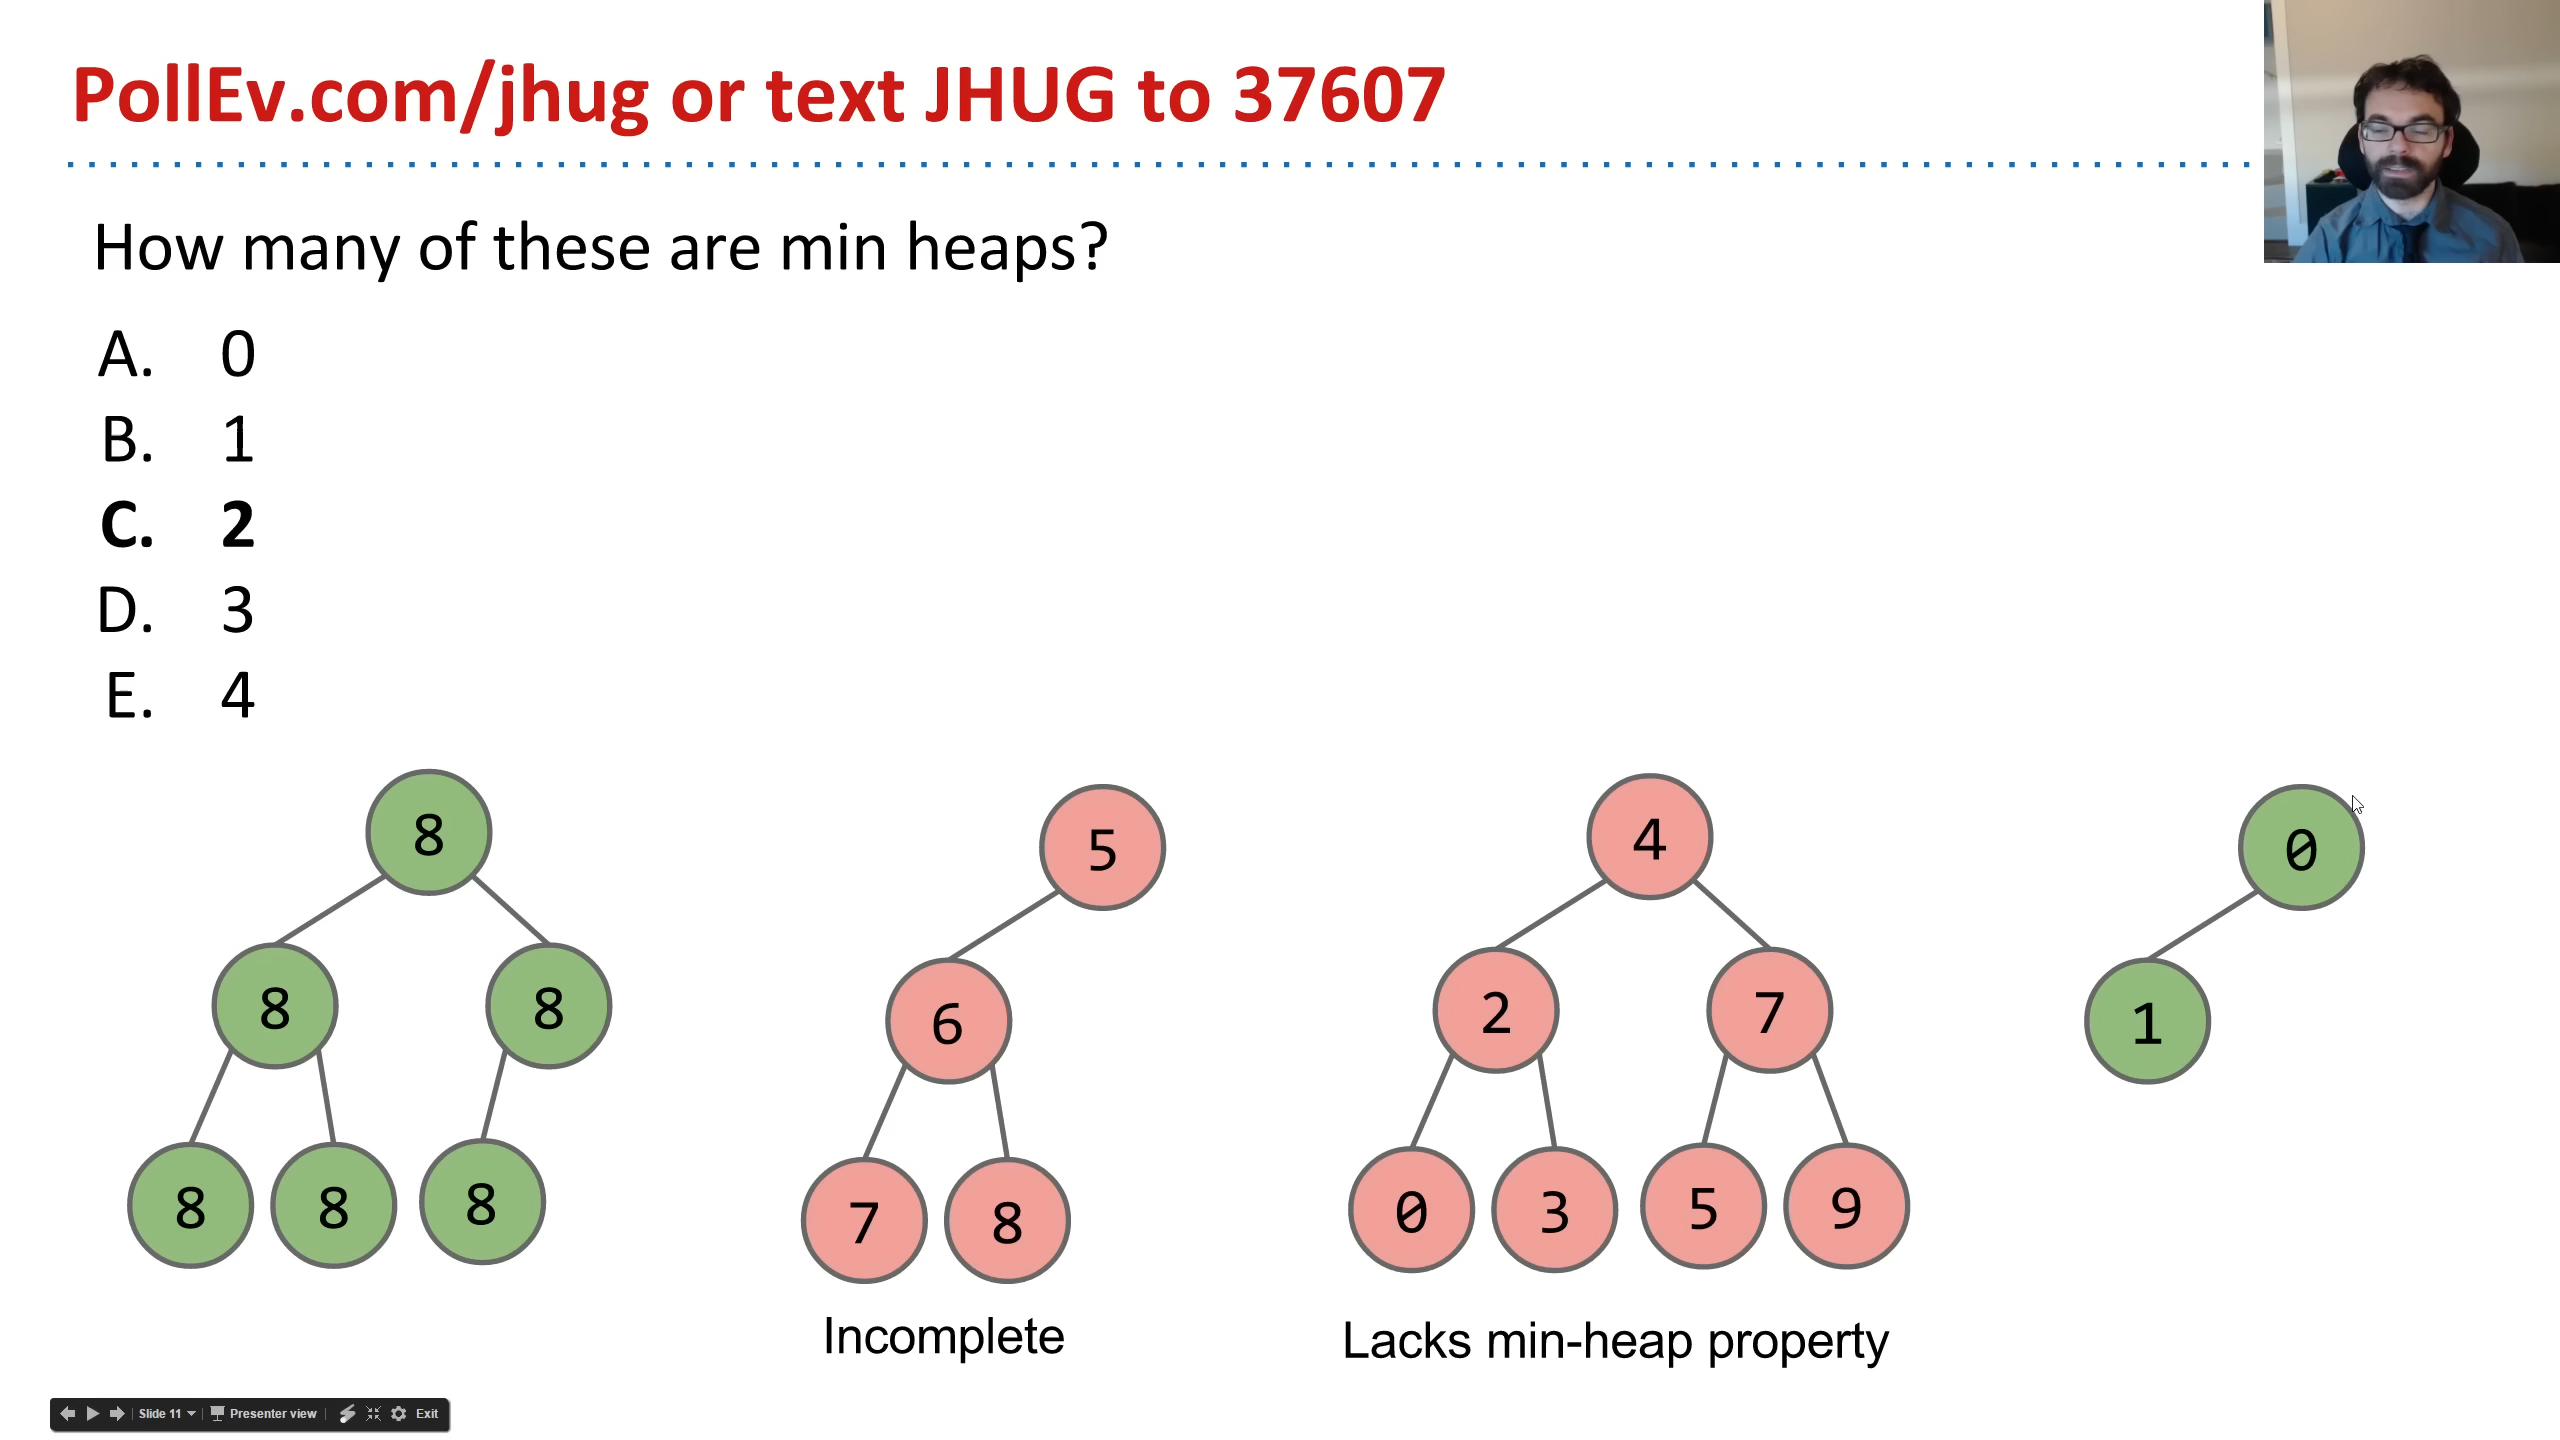 PollEv.com/jhug or text JHUG to 37607
How many of these are min heaps?
A. 0
B. 1
C. 2
D. 3
E. 4
8
8 8
8 8 8
5
6
7 8
Incomplete
4
2 7
0 3 5 9
Lacks min-heap property
0
1
Slide 11 Presenter view Exit